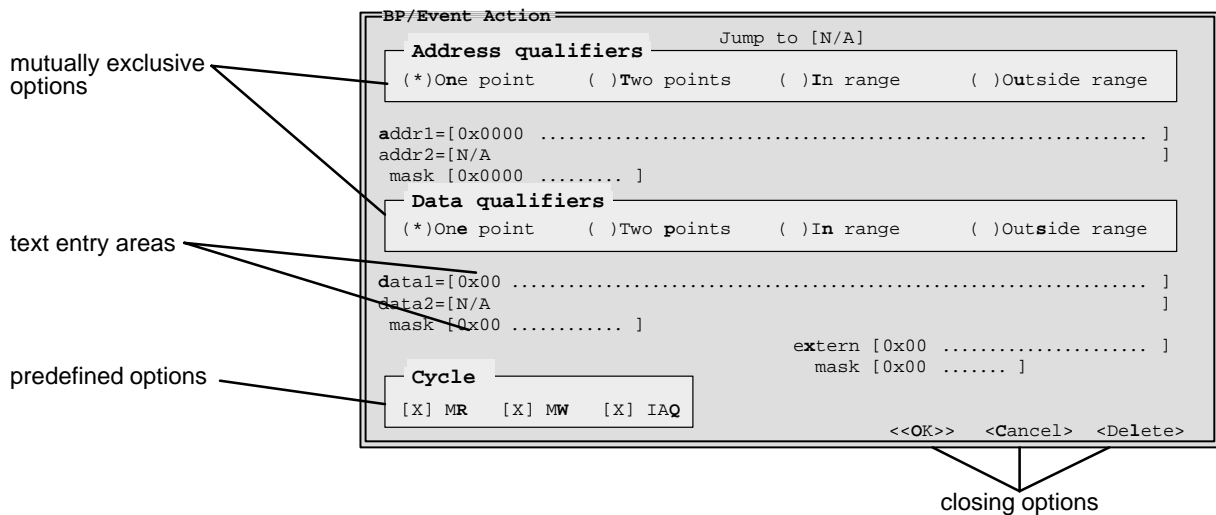 BP/Event Action
Jump to [N/A]
Address qualifiers
mutually exclusive
options
(*)One point ( )Two points ( )In range ( )Outside range
addr1=[0x0000 .............................................................. ]
addr2=[N/A ]
mask [0x0000 ......... ]
Data qualifiers
(*)One point ( )Two points ( )In range ( )Outside range
text entry areas
data1=[0x00 ................................................................. ]
data2=[N/A ]
mask [0x00 ............ ]
extern [0x00 ..................... ]
mask [0x00 ....... ]
predefined options
Cycle
[X] MR [X] MW [X] IAQ
<<OK>> <Cancel> <Delete>
closing options